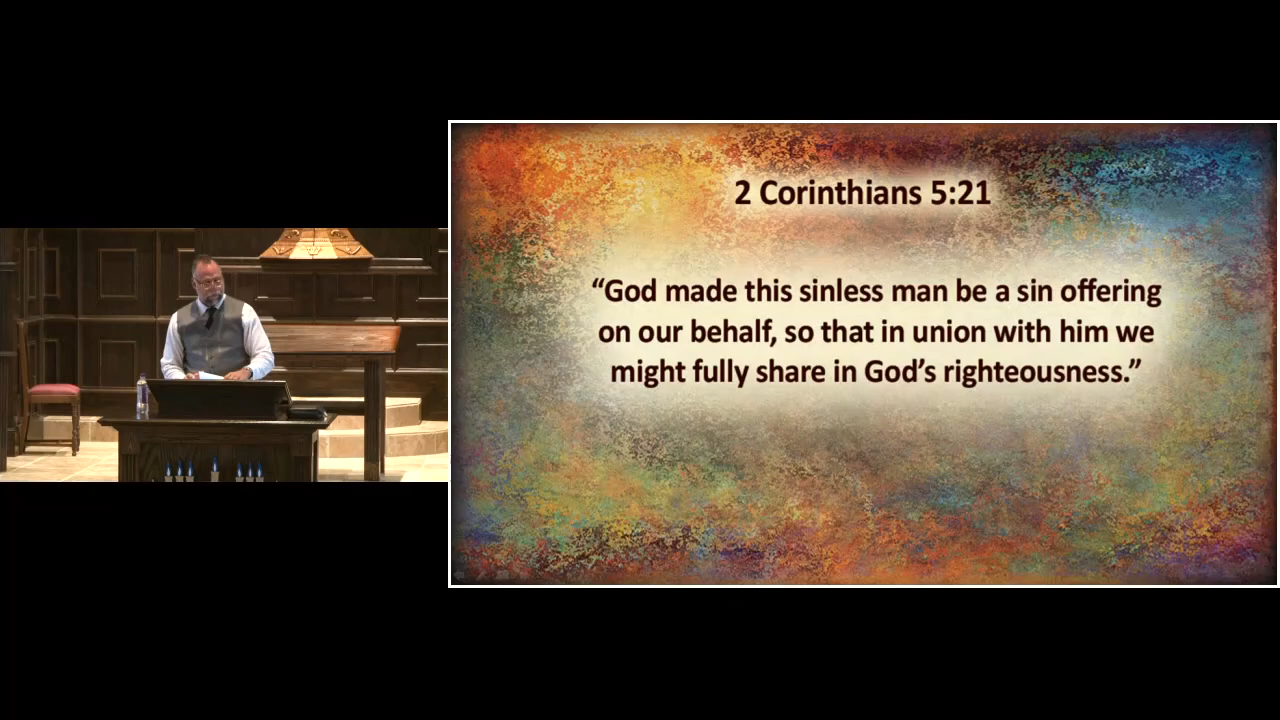 2 Corinthians 5:21
“God made this sinless man be a sin offering
on our behalf, so that in union with him we
might fully share in God’s righteousness.”